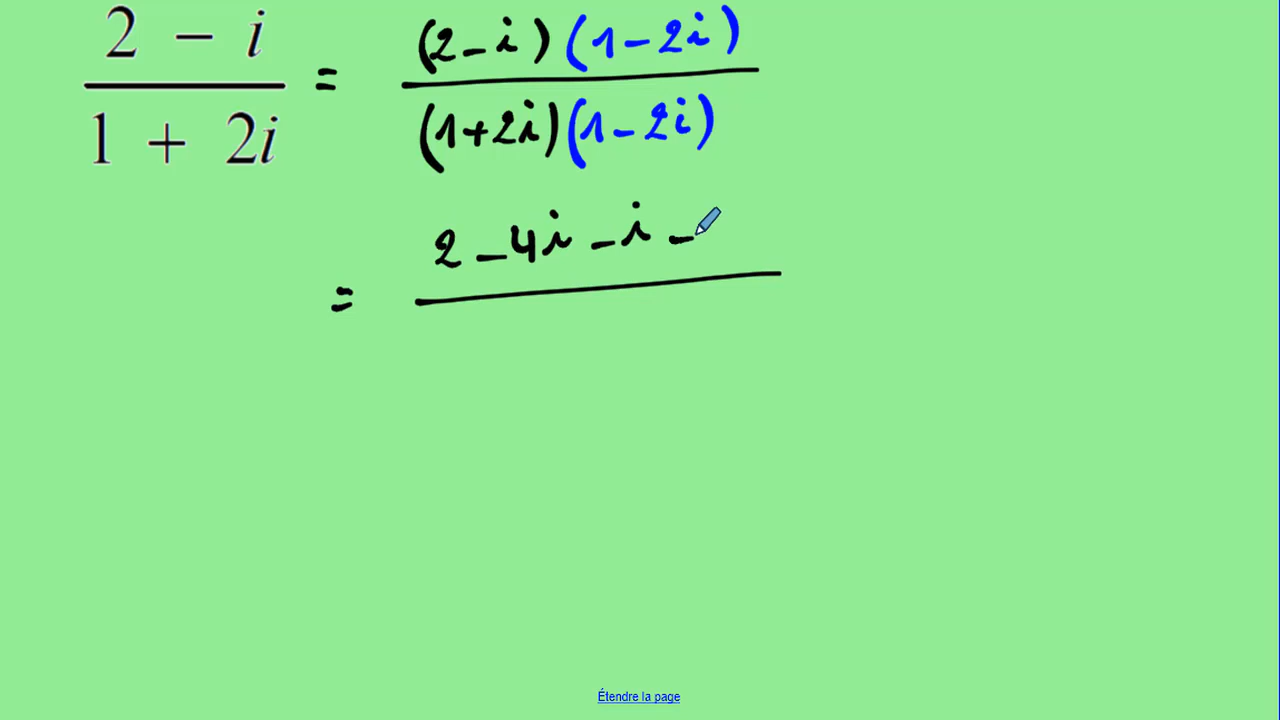 2 - i / 1 + 2i = (2-i)(1-2i) / (1+2i)(1-2i)
= 2-4i-i-
Étendre la page